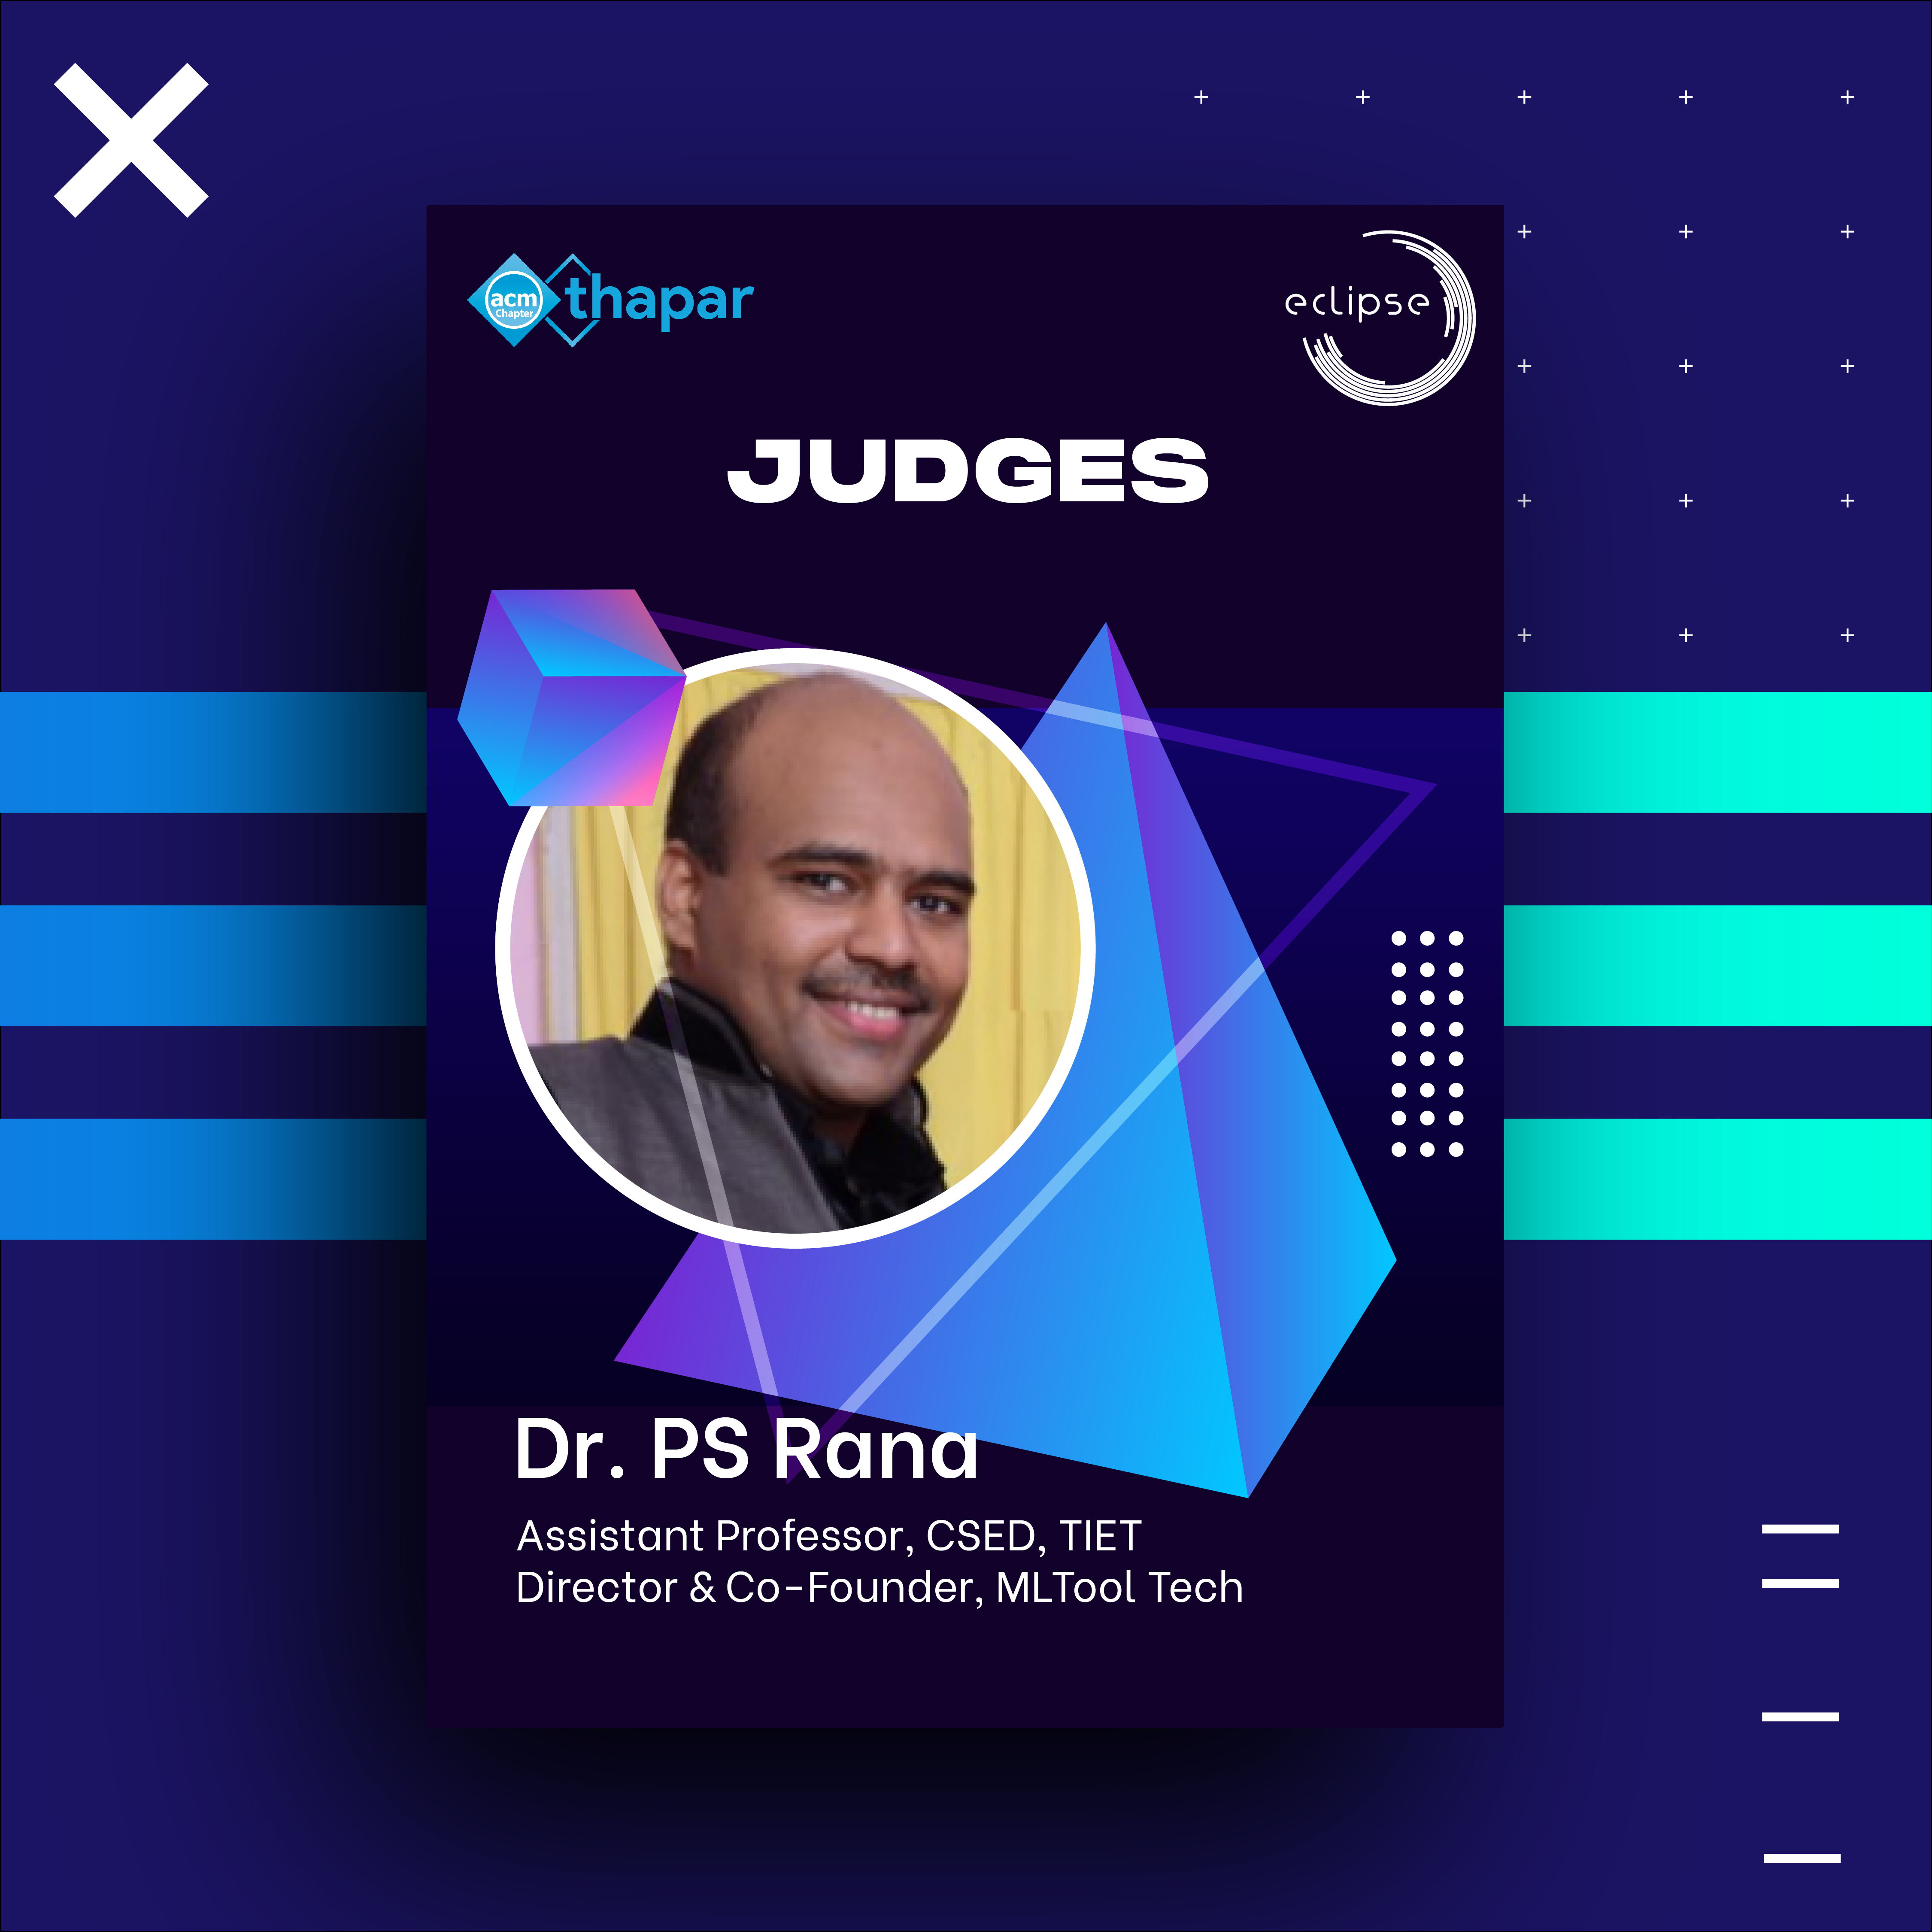 acm
Chapter
thapar
eclipse
JUDGES
Dr. PS Rana
Assistant Professor, CSED, TIET
Director & Co-Founder, MLTool Tech